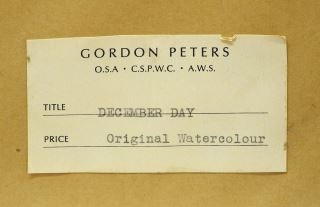 GORDON PETERS
O.S.A · C.S.P.W.C. · A.W.S.
TITLE DECEMBER DAY
PRICE Original Watercolour